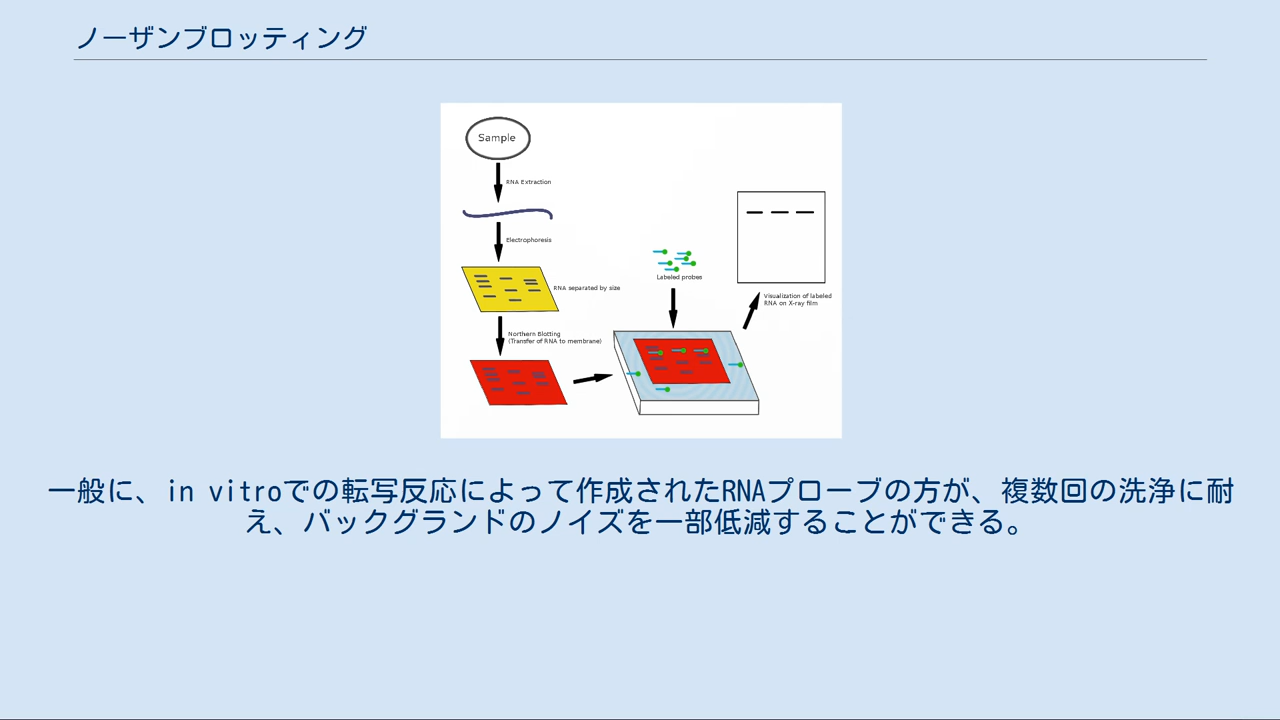 ノーザンブロッティング
Sample
RNA Extraction
Electrophoresis
RNA separated by size
Northern Blotting
(Transfer of RNA to membrane)
Labeled probes
Visualization of labeled
RNA on X-ray film
一般に、in vitroでの転写反応によって作成されたRNAプローブの方が、複数回の洗浄に耐
え、バックグランドのノイズを一部低減することができる。